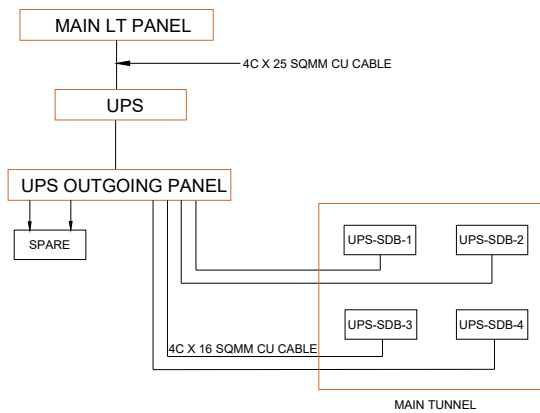 MAIN LT PANEL
4C X 25 SQMM CU CABLE
UPS
UPS OUTGOING PANEL
SPARE
UPS-SDB-1
UPS-SDB-2
UPS-SDB-3
UPS-SDB-4
4C X 16 SQMM CU CABLE
MAIN TUNNEL